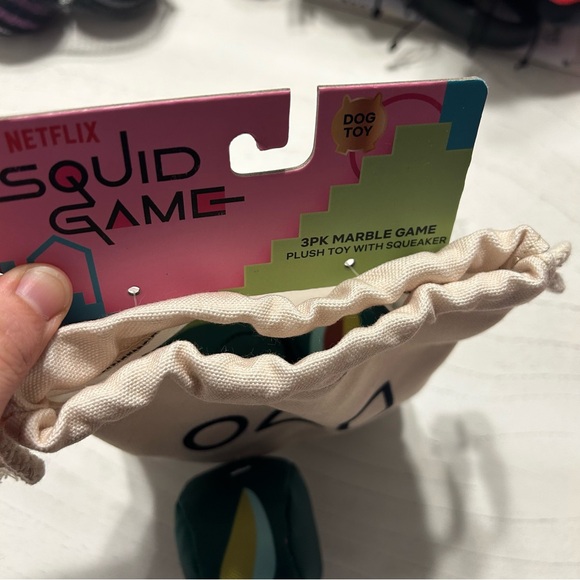 NETFLIX
SQUID
GAME
DOG
TOY
3PK MARBLE GAME
PLUSH TOY WITH SQUEAKER